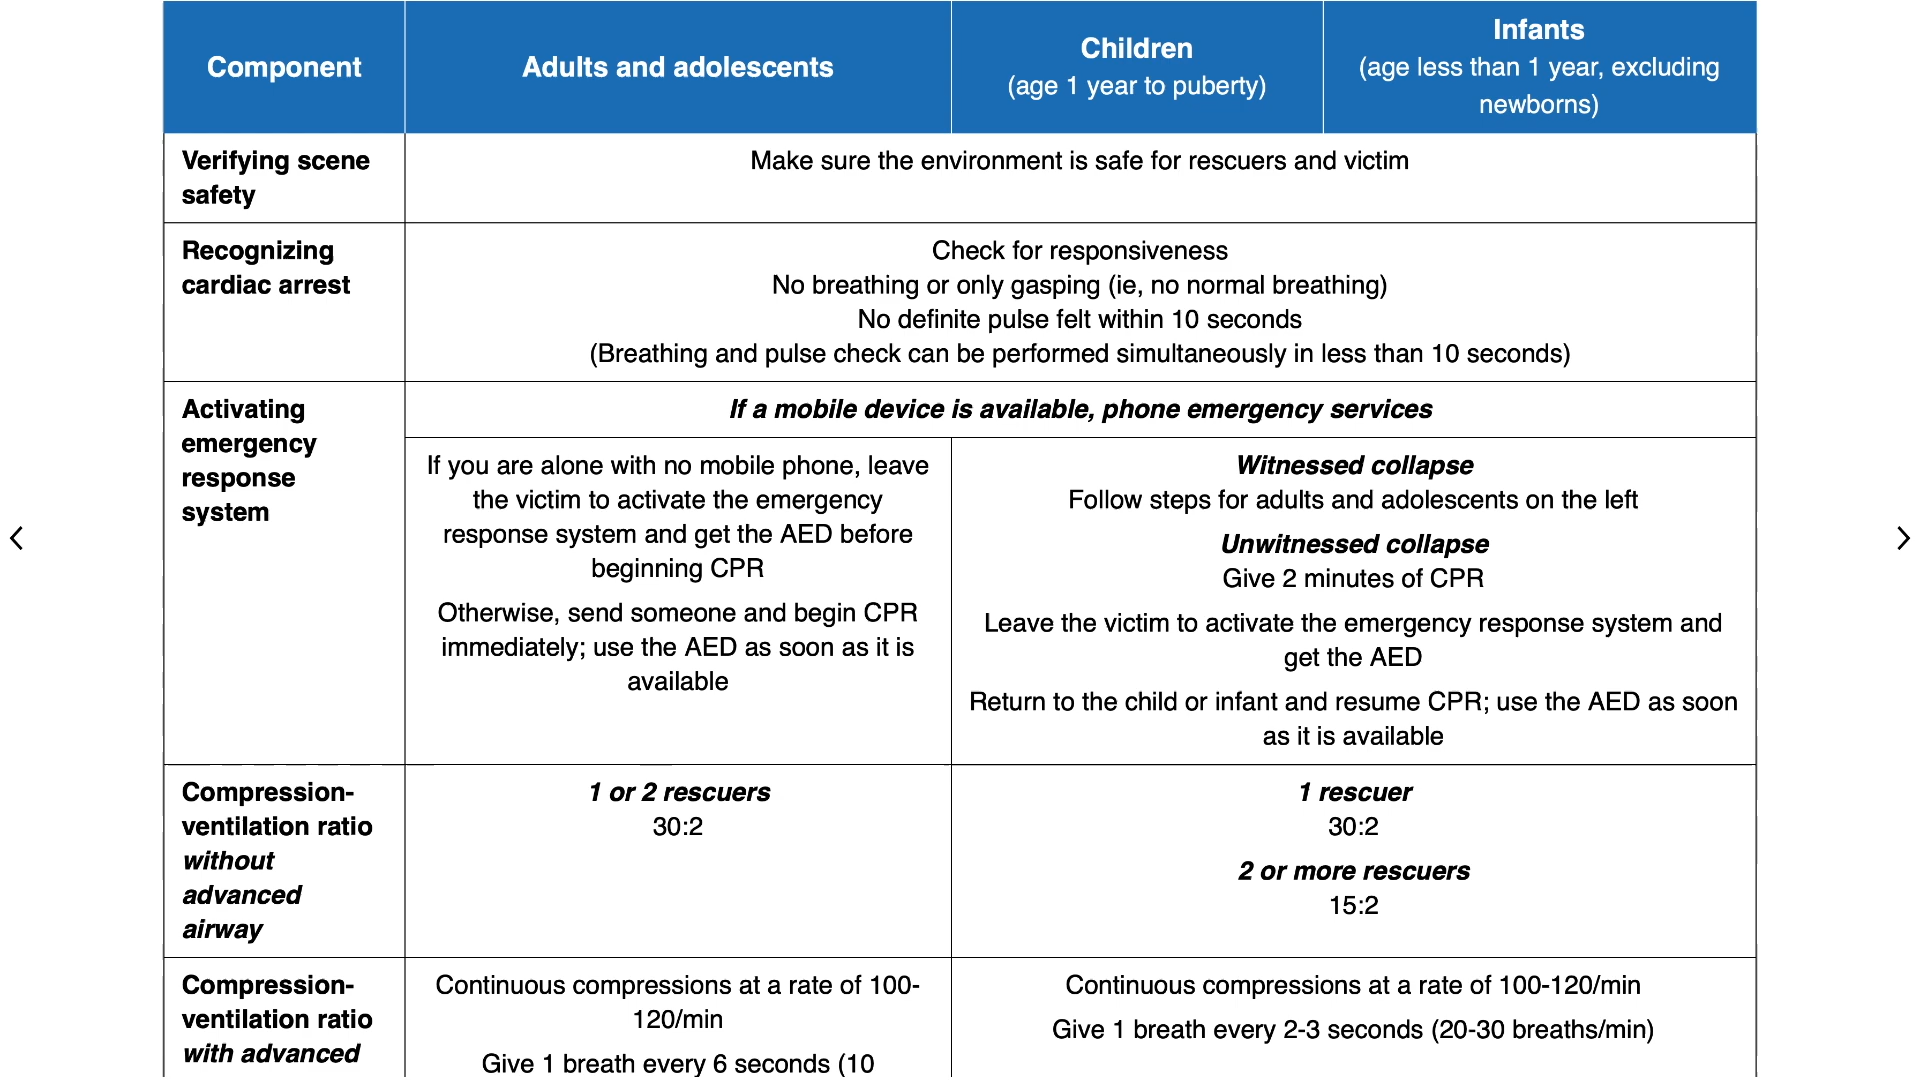 Component
Adults and adolescents
Children
(age 1 year to puberty)
Infants
(age less than 1 year, excluding
newborns)
Verifying scene
safety
Make sure the environment is safe for rescuers and victim
Recognizing
cardiac arrest
Check for responsiveness
No breathing or only gasping (ie, no normal breathing)
No definite pulse felt within 10 seconds
(Breathing and pulse check can be performed simultaneously in less than 10 seconds)
Activating
emergency
response
system
If a mobile device is available, phone emergency services
If you are alone with no mobile phone, leave
the victim to activate the emergency
response system and get the AED before
beginning CPR
Otherwise, send someone and begin CPR
immediately; use the AED as soon as it is
available
Witnessed collapse
Follow steps for adults and adolescents on the left
Unwitnessed collapse
Give 2 minutes of CPR
Leave the victim to activate the emergency response system and
get the AED
Return to the child or infant and resume CPR; use the AED as soon
as it is available
Compression-
ventilation ratio
without
advanced
airway
1 or 2 rescuers
30:2
1 rescuer
30:2
2 or more rescuers
15:2
Compression-
ventilation ratio
with advanced
Continuous compressions at a rate of 100-
120/min
Give 1 breath every 6 seconds (10
Continuous compressions at a rate of 100-120/min
Give 1 breath every 2-3 seconds (20-30 breaths/min)